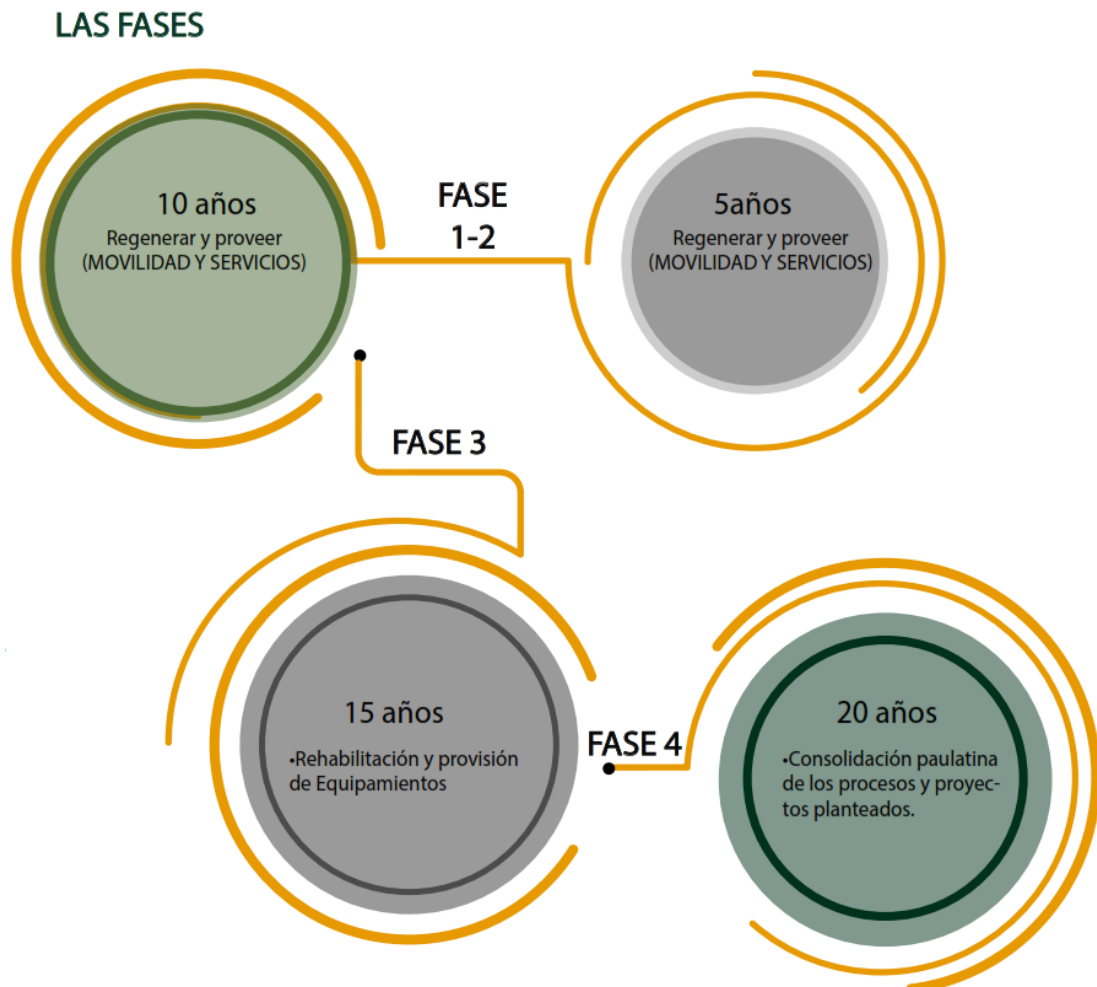 LAS FASES
10 años
Regenerar y proveer
(MOVILIDAD Y SERVICIOS)
FASE
1-2
5años
Regenerar y proveer
(MOVILIDAD Y SERVICIOS)
FASE 3
15 años
•Rehabilitación y provisión
de Equipamientos
FASE 4
20 años
•Consolidación paulatina
de los procesos y proyec-
tos planteados.